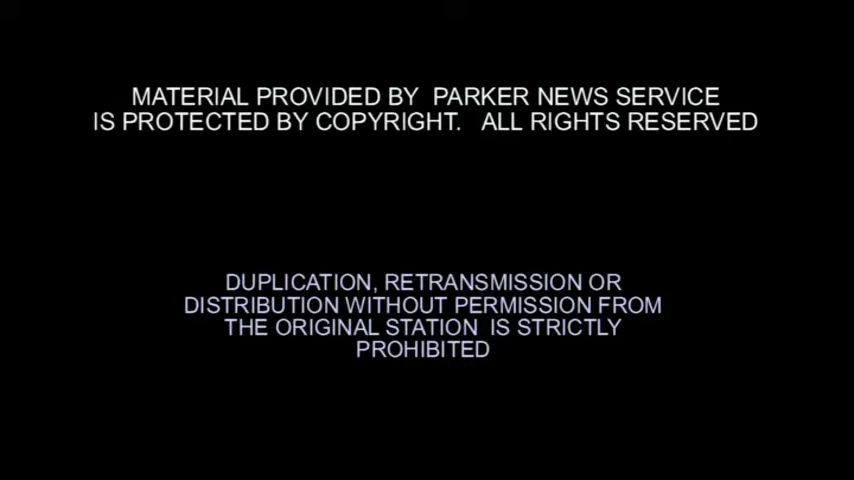 MATERIAL PROVIDED BY  PARKER NEWS SERVICE
IS PROTECTED BY COPYRIGHT.   ALL RIGHTS RESERVED
DUPLICATION, RETRANSMISSION OR
DISTRIBUTION WITHOUT PERMISSION FROM
THE ORIGINAL STATION  IS STRICTLY
PROHIBITED